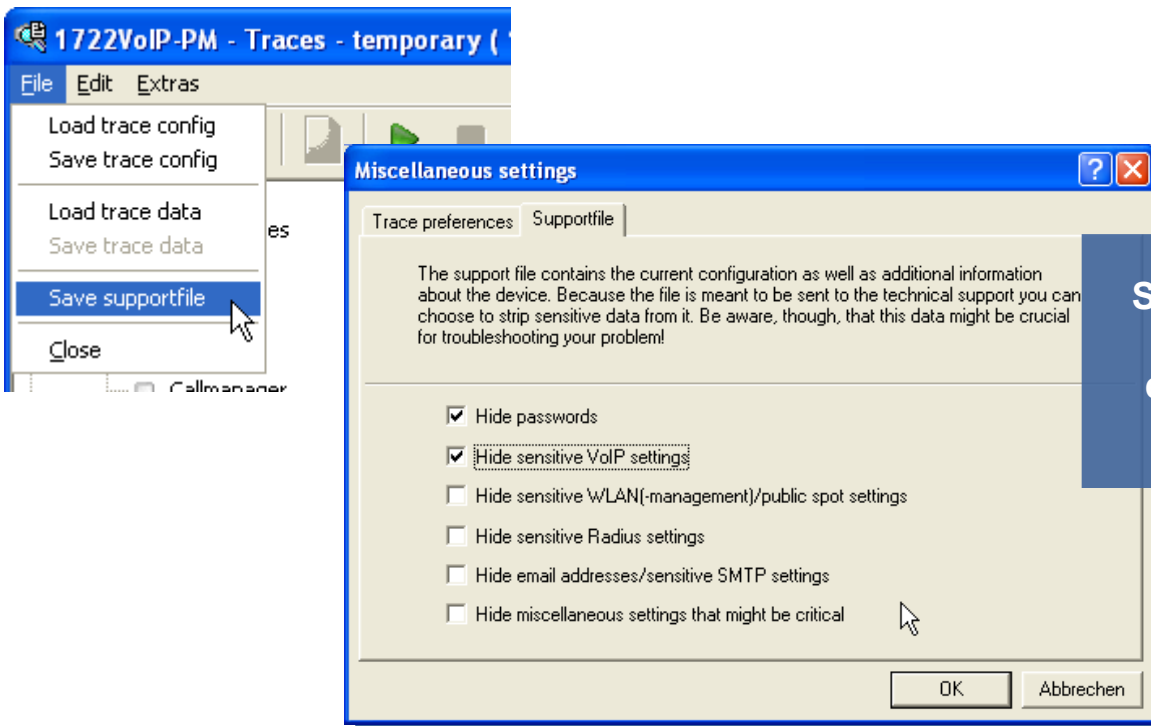 1722VoIP-PM - Traces - temporary (
File Edit Extras
Load trace config
Save trace config
Load trace data
Save trace data
Save supportfile
Close
es
Callmanager
Miscellaneous settings
Trace preferences Supportfile
The support file contains the current configuration as well as additional information
about the device. Because the file is meant to be sent to the technical support you can
choose to strip sensitive data from it. Be aware, though, that this data might be crucial
for troubleshooting your problem!
Hide passwords
Hide sensitive VoIP settings
Hide sensitive WLAN(-management)/public spot settings
Hide sensitive Radius settings
Hide email addresses/sensitive SMTP settings
Hide miscellaneous settings that might be critical
OK Abbrechen